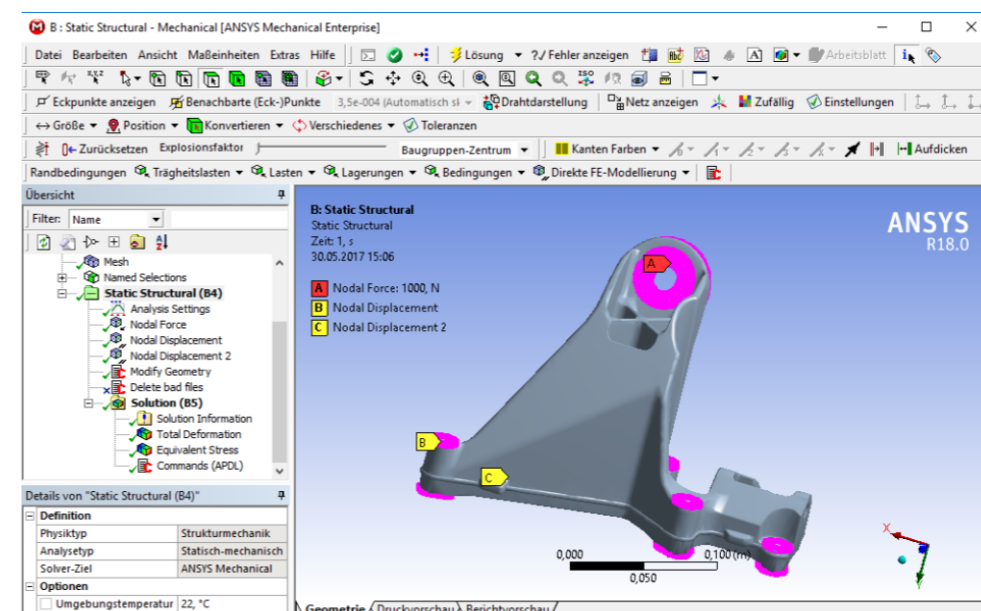 B : Static Structural - Mechanical [ANSYS Mechanical Enterprise]
Datei Bearbeiten Ansicht Maßeinheiten Extras Hilfe Lösung ?/ Fehler anzeigen A Arbeitsblatt
ISO
Eckpunkte anzeigen Benachbarte (Eck-)Punkte 3,5e-004 (Automatisch sk Drahtdarstellung Netz anzeigen Zufällig Einstellungen
Größe Position Konvertieren Verschiedenes Toleranzen
Zurücksetzen Explosionsfaktor Baugruppen-Zentrum Kanten Farben Aufdicken
Randbedingungen Trägheitslasten Lasten Lagerungen Bedingungen Direkte FE-Modellierung
Übersicht
Filter: Name
Mesh
Named Selections
Static Structural (B4)
Analysis Settings
Nodal Force
Nodal Displacement
Nodal Displacement 2
Modify Geometry
Delete bad files
Solution (B5)
Solution Information
Total Deformation
Equivalent Stress
Commands (APDL)
Details von "Static Structural (B4)"
Definition
Physiktyp Strukturmechanik
Analysetyp Statisch-mechanisch
Solver-Ziel ANSYS Mechanical
Optionen
Umgebungstemperatur 22, °C
B: Static Structural
Static Structural
Zeit: 1, s
30.05.2017 15:06
A Nodal Force: 1000, N
B Nodal Displacement
C Nodal Displacement 2
ANSYS
R18.0
A
B
C
0,000 0,100 (m)
0,050
X
Y
Geometrie Druckvorschau Berichtvorschau